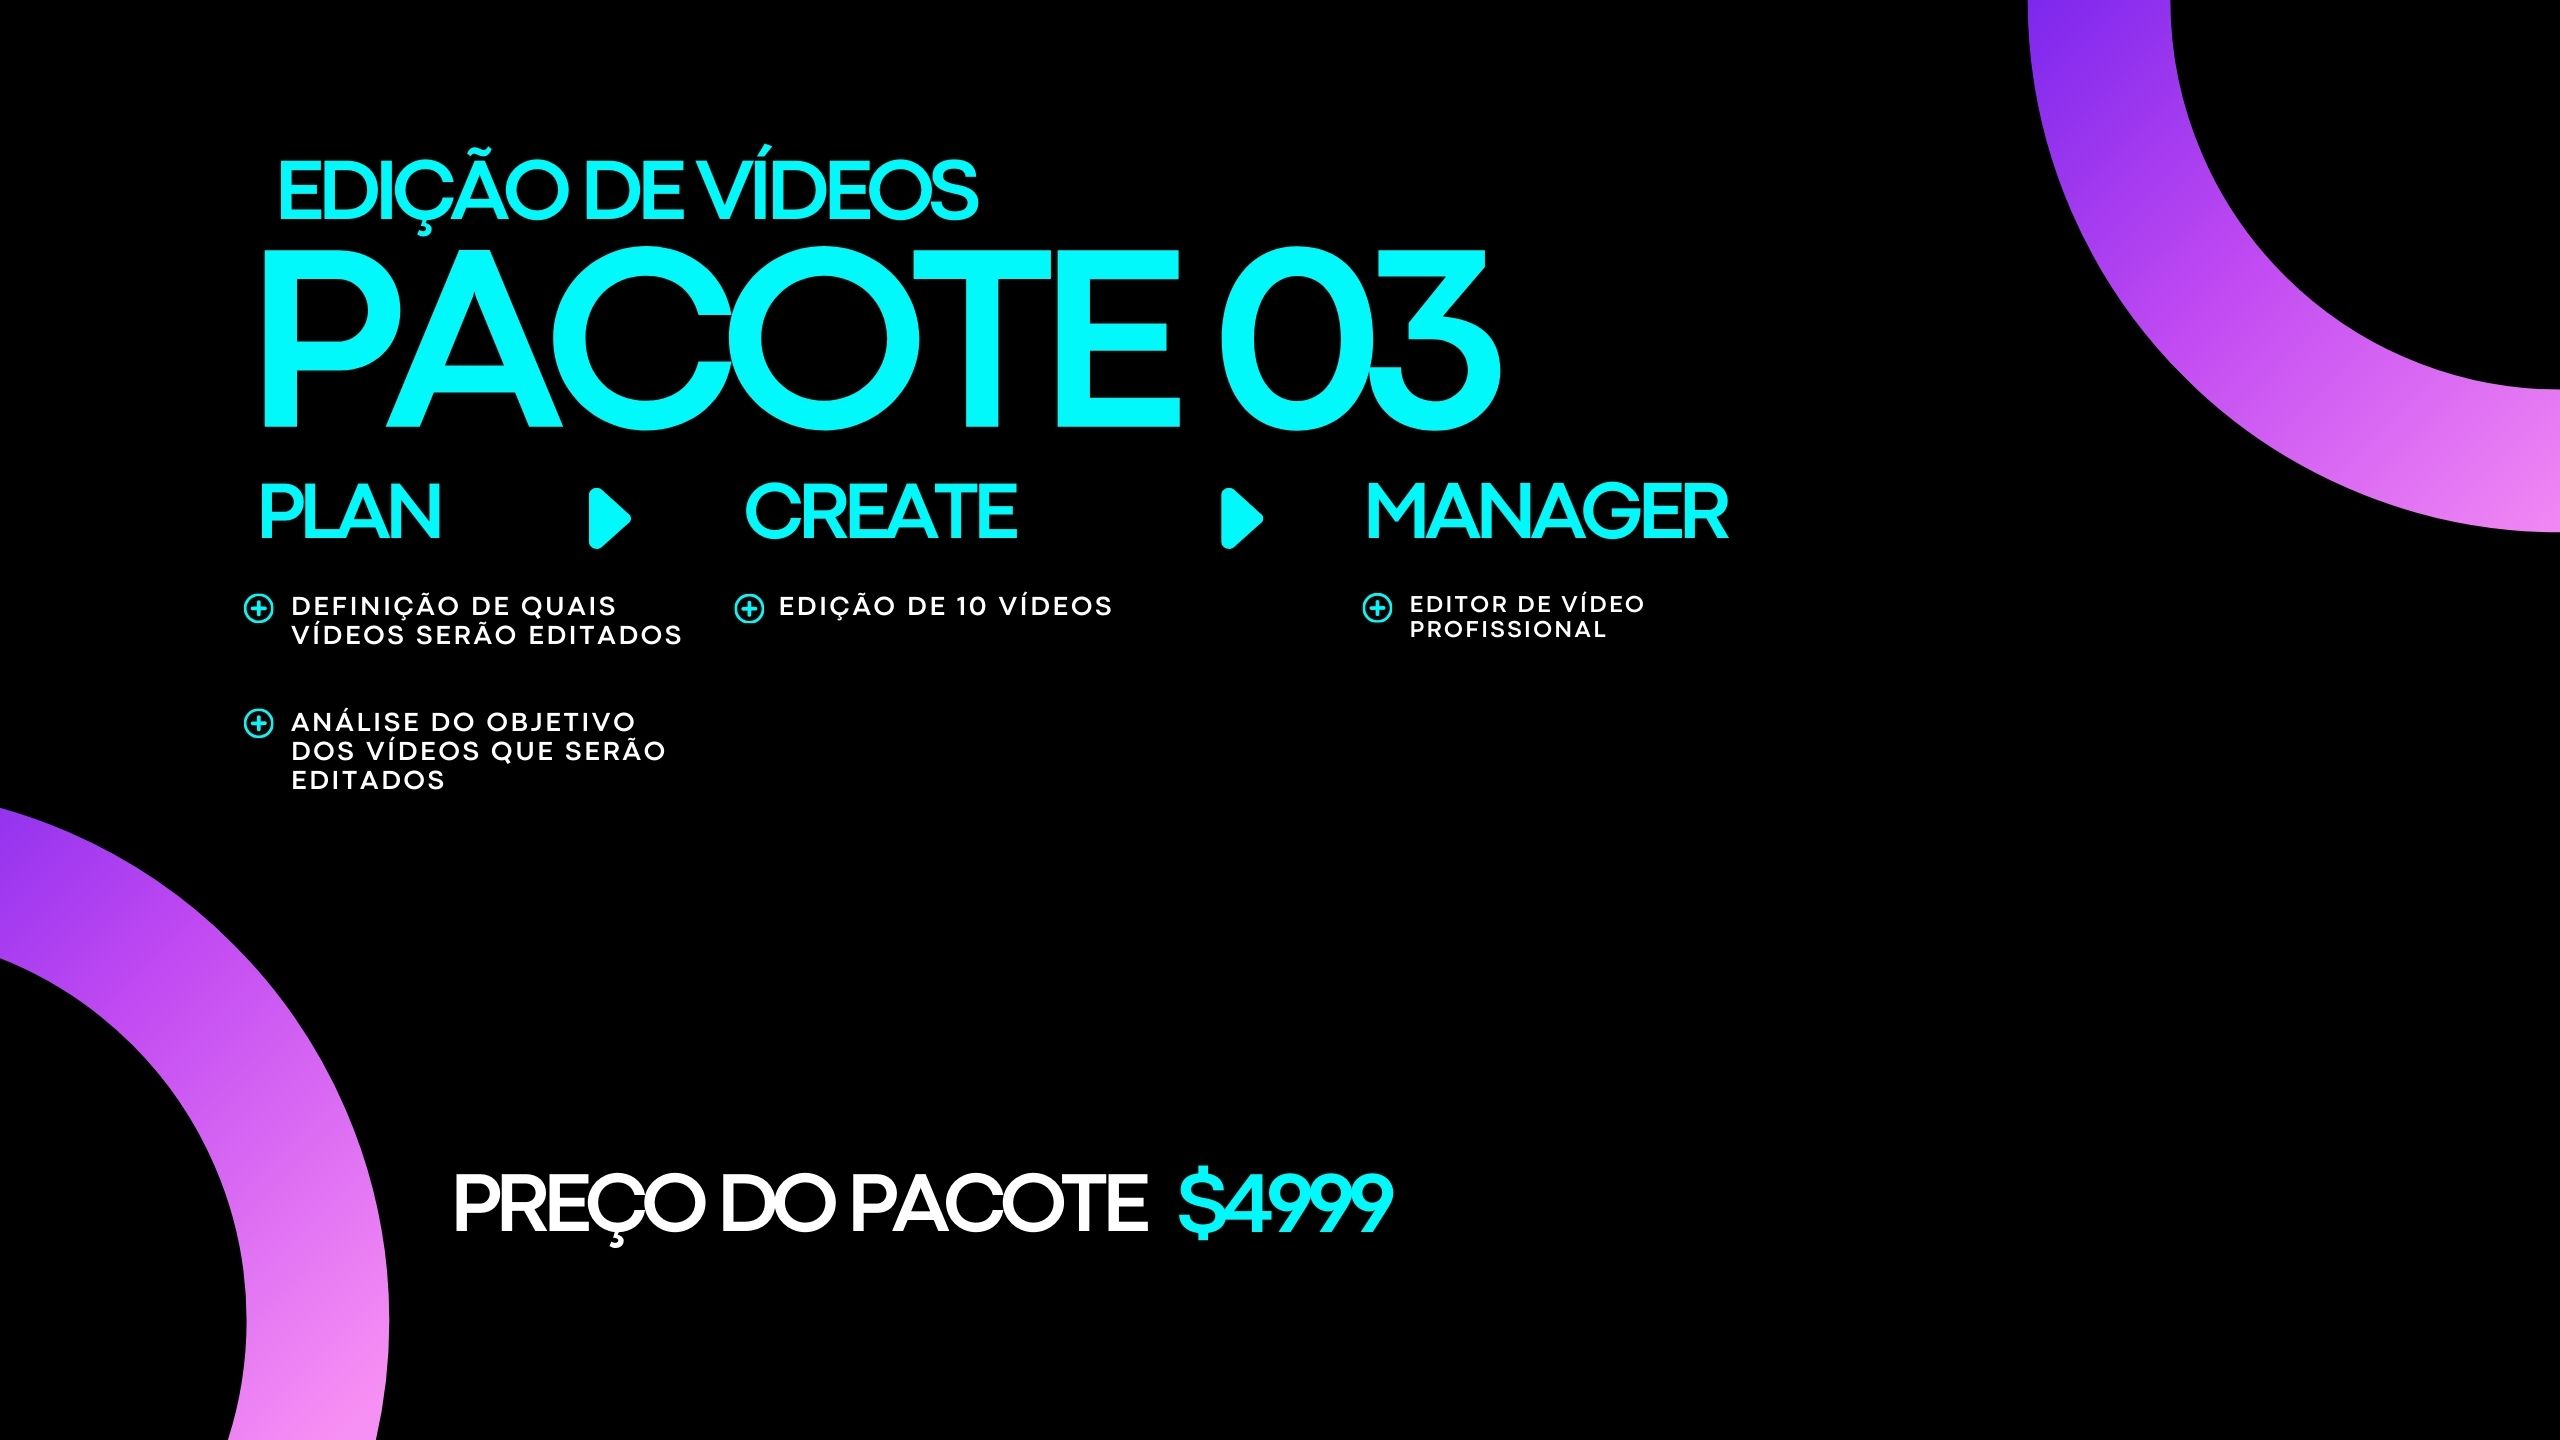 EDIÇÃO DE VÍDEOS
PACOTE 03
PLAN
DEFINIÇÃO DE QUAIS
VÍDEOS SERÃO EDITADOS
ANÁLISE DO OBJETIVO
DOS VÍDEOS QUE SERÃO
EDITADOS
CREATE
EDIÇÃO DE 10 VÍDEOS
MANAGER
EDITOR DE VÍDEO
PROFISSIONAL
PREÇO DO PACOTE $4999